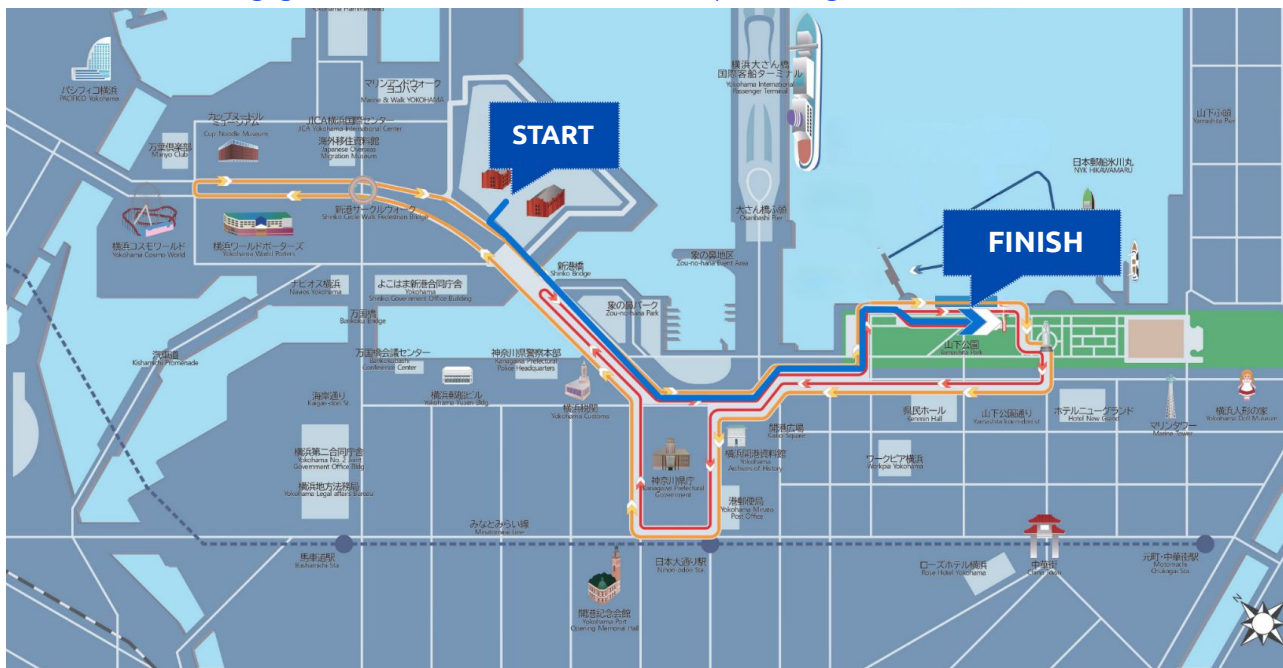 パシフィコ横浜
PACIFICO Yokohama
マリンアンドウォーク
ヨコハマ
Marine & Walk YOKOHAMA
カップヌードル
ミュージアム
Cup Noodle Museum
JICA横浜国際センター
JICA Yokohama International Center
海外移住資料館
Japanese Overseas
Migration Museum
万葉倶楽部
Manyo Club
START
横浜大さん橋
国際客船ターミナル
Yokohama International
Passenger Terminal
山下ふ頭
Yamashita Pier
日本郵船氷川丸
NYK HIKAWAMARU
大さん橋ふ頭
Osanbashi Pier
FINISH
横浜コスモワールド
Yokohama Cosmo World
横浜ワールドポーターズ
Yokohama World Porters
新港サークルウォーク
Shinko Circle Walk Pedestrian Bridge
新港橋
Shinko Bridge
象の鼻地区
Zou-no-hana Event Area
ナビオス横浜
Navios Yokohama
よこはま新港合同庁舎
Yokohama
Shinko Government Office Building
象の鼻パーク
Zou-no-hana Park
万国橋
Bankoku Bridge
汽車道
Kishamichi Promenade
万国橋会議センター
Bankokubashi
Conference Center
神奈川県警察本部
Kanagawa Prefectural
Police Headquarters
山下公園
Yamashita Park
海岸通り
Kaigan-dori St.
横浜郵船ビル
Yokohama Yusen Bldg
横浜税関
Yokohama Customs
県民ホール
Kenmin Hall
山下公園通り
ホテルニューグランド
Hotel New Grand
マリンタワー
Marine Tower
横浜人形の家
Yokohama Doll Museum
開港広場
Kaiko Square
横浜開港資料館
Yokohama
Archives of History
ワークピア横浜
Workpia Yokohama
横浜第二合同庁舎
Yokohama No. 2 Joint
Government Office Bldg
横浜地方法務局
Yokohama Legal affairs Bureau
神奈川県庁
Kanagawa Prefectural
Government
港郵便局
Yokohama Minato
Post Office
みなとみらい線
Minatomirai Line
馬車道駅
Bashamichi Sta.
日本大通り駅
Nihon-odori Sta.
ローズホテル横浜
Rose Hotel Yokohama
中華街
China Town
元町・中華街駅
Motomachi
Chukagai Sta.
開港記念会館
Yokohama Port
Opening Memorial Hall
N